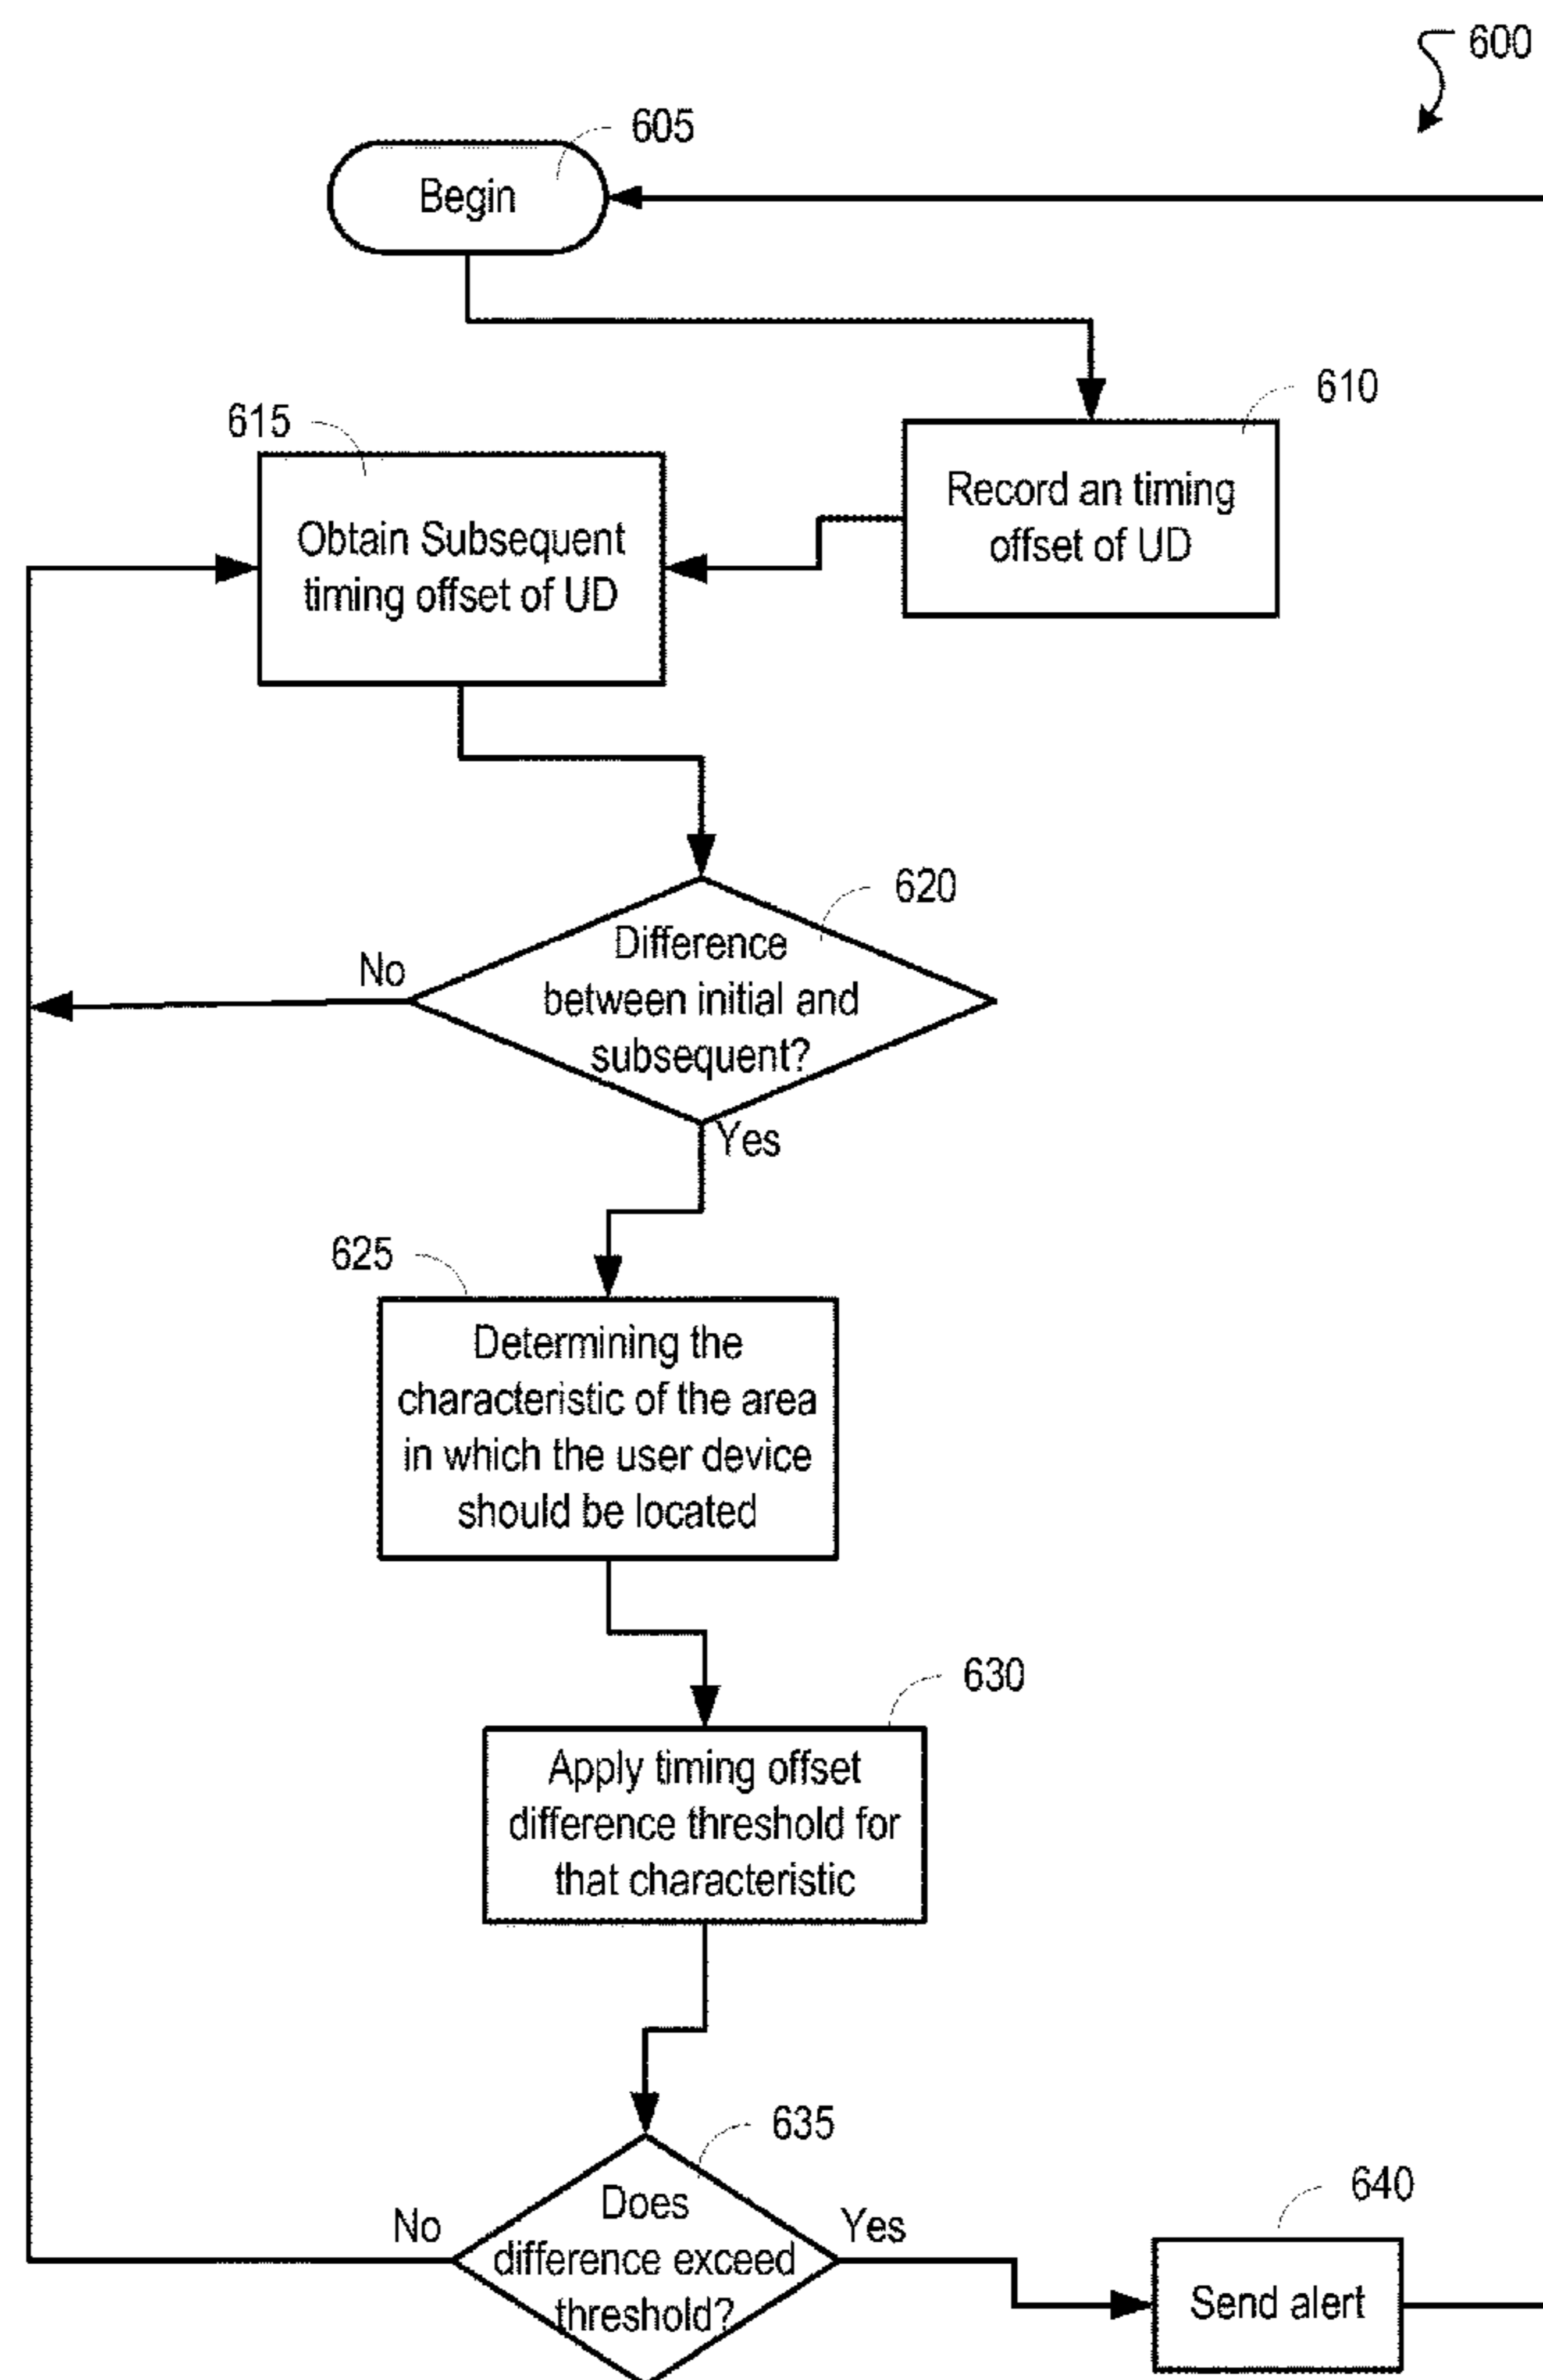 600
605
Begin
610
Record an timing
offset of UD
615
Obtain Subsequent
timing offset of UD
620
Difference
between initial and
subsequent?
No
Yes
625
Determining the
characteristic of the area
in which the user device
should be located
630
Apply timing offset
difference threshold for
that characteristic
635
Does
difference exceed
threshold?
No
Yes
640
Send alert